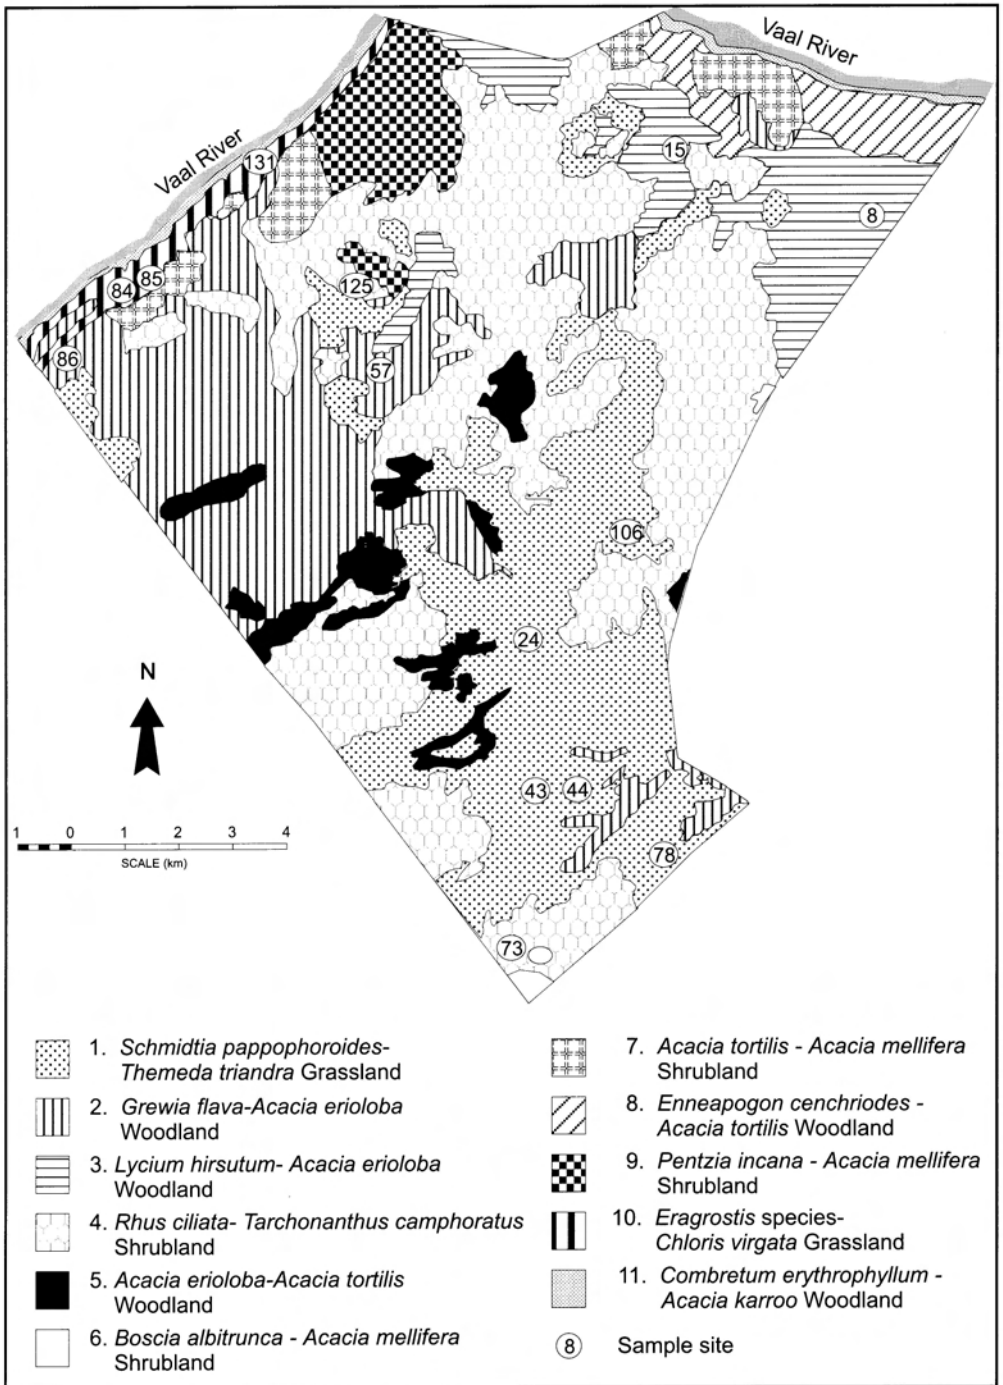 Vaal River
Vaal River
131
15
8
85
84
125
86
57
106
24
N
43
44
1 0 1 2 3 4
SCALE (km)
78
73
1. Schmidtia pappophoroides-
Themeda triandra Grassland
2. Grewia flava-Acacia erioloba
Woodland
3. Lycium hirsutum- Acacia erioloba
Woodland
4. Rhus ciliata- Tarchonanthus camphoratus
Shrubland
5. Acacia erioloba-Acacia tortilis
Woodland
6. Boscia albitrunca - Acacia mellifera
Shrubland
7. Acacia tortilis - Acacia mellifera
Shrubland
8. Enneapogon cenchriodes -
Acacia tortilis Woodland
9. Pentzia incana - Acacia mellifera
Shrubland
10. Eragrostis species-
Chloris virgata Grassland
11. Combretum erythrophyllum -
Acacia karroo Woodland
8 Sample site